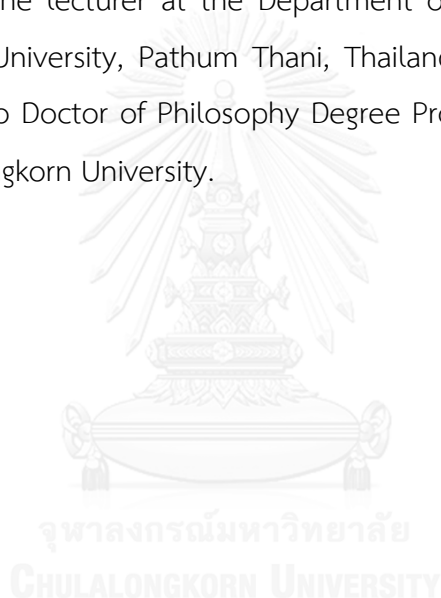 he lecturer at the Department o
University, Pathum Thani, Thailand
o Doctor of Philosophy Degree Pro
gkorn University.
จุฬาลงกรณ์มหาวิทยาลัย
CHULALONGKORN UNIVERSITY